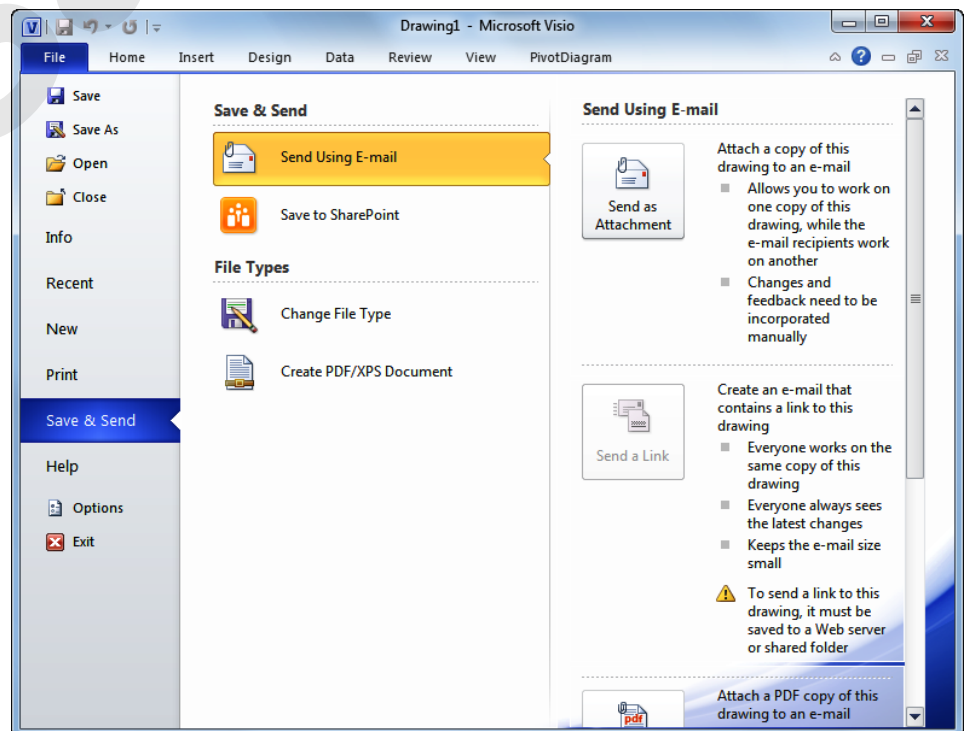 Drawing1 - Microsoft Visio
File Home Insert Design Data Review View PivotDiagram
Save
Save As
Open
Close
Info
Recent
New
Print
Save & Send
Help
Options
Exit
Save & Send
Send Using E-mail
Save to SharePoint
File Types
Change File Type
Create PDF/XPS Document
Send Using E-mail
Send as
Attachment
Attach a copy of this
drawing to an e-mail
Allows you to work on
one copy of this
drawing, while the
e-mail recipients work
on another
Changes and
feedback need to be
incorporated
manually
Send a Link
Create an e-mail that
contains a link to this
drawing
Everyone works on the
same copy of this
drawing
Everyone always sees
the latest changes
Keeps the e-mail size
small
To send a link to this
drawing, it must be
saved to a Web server
or shared folder
pdf
Attach a PDF copy of this
drawing to an e-mail